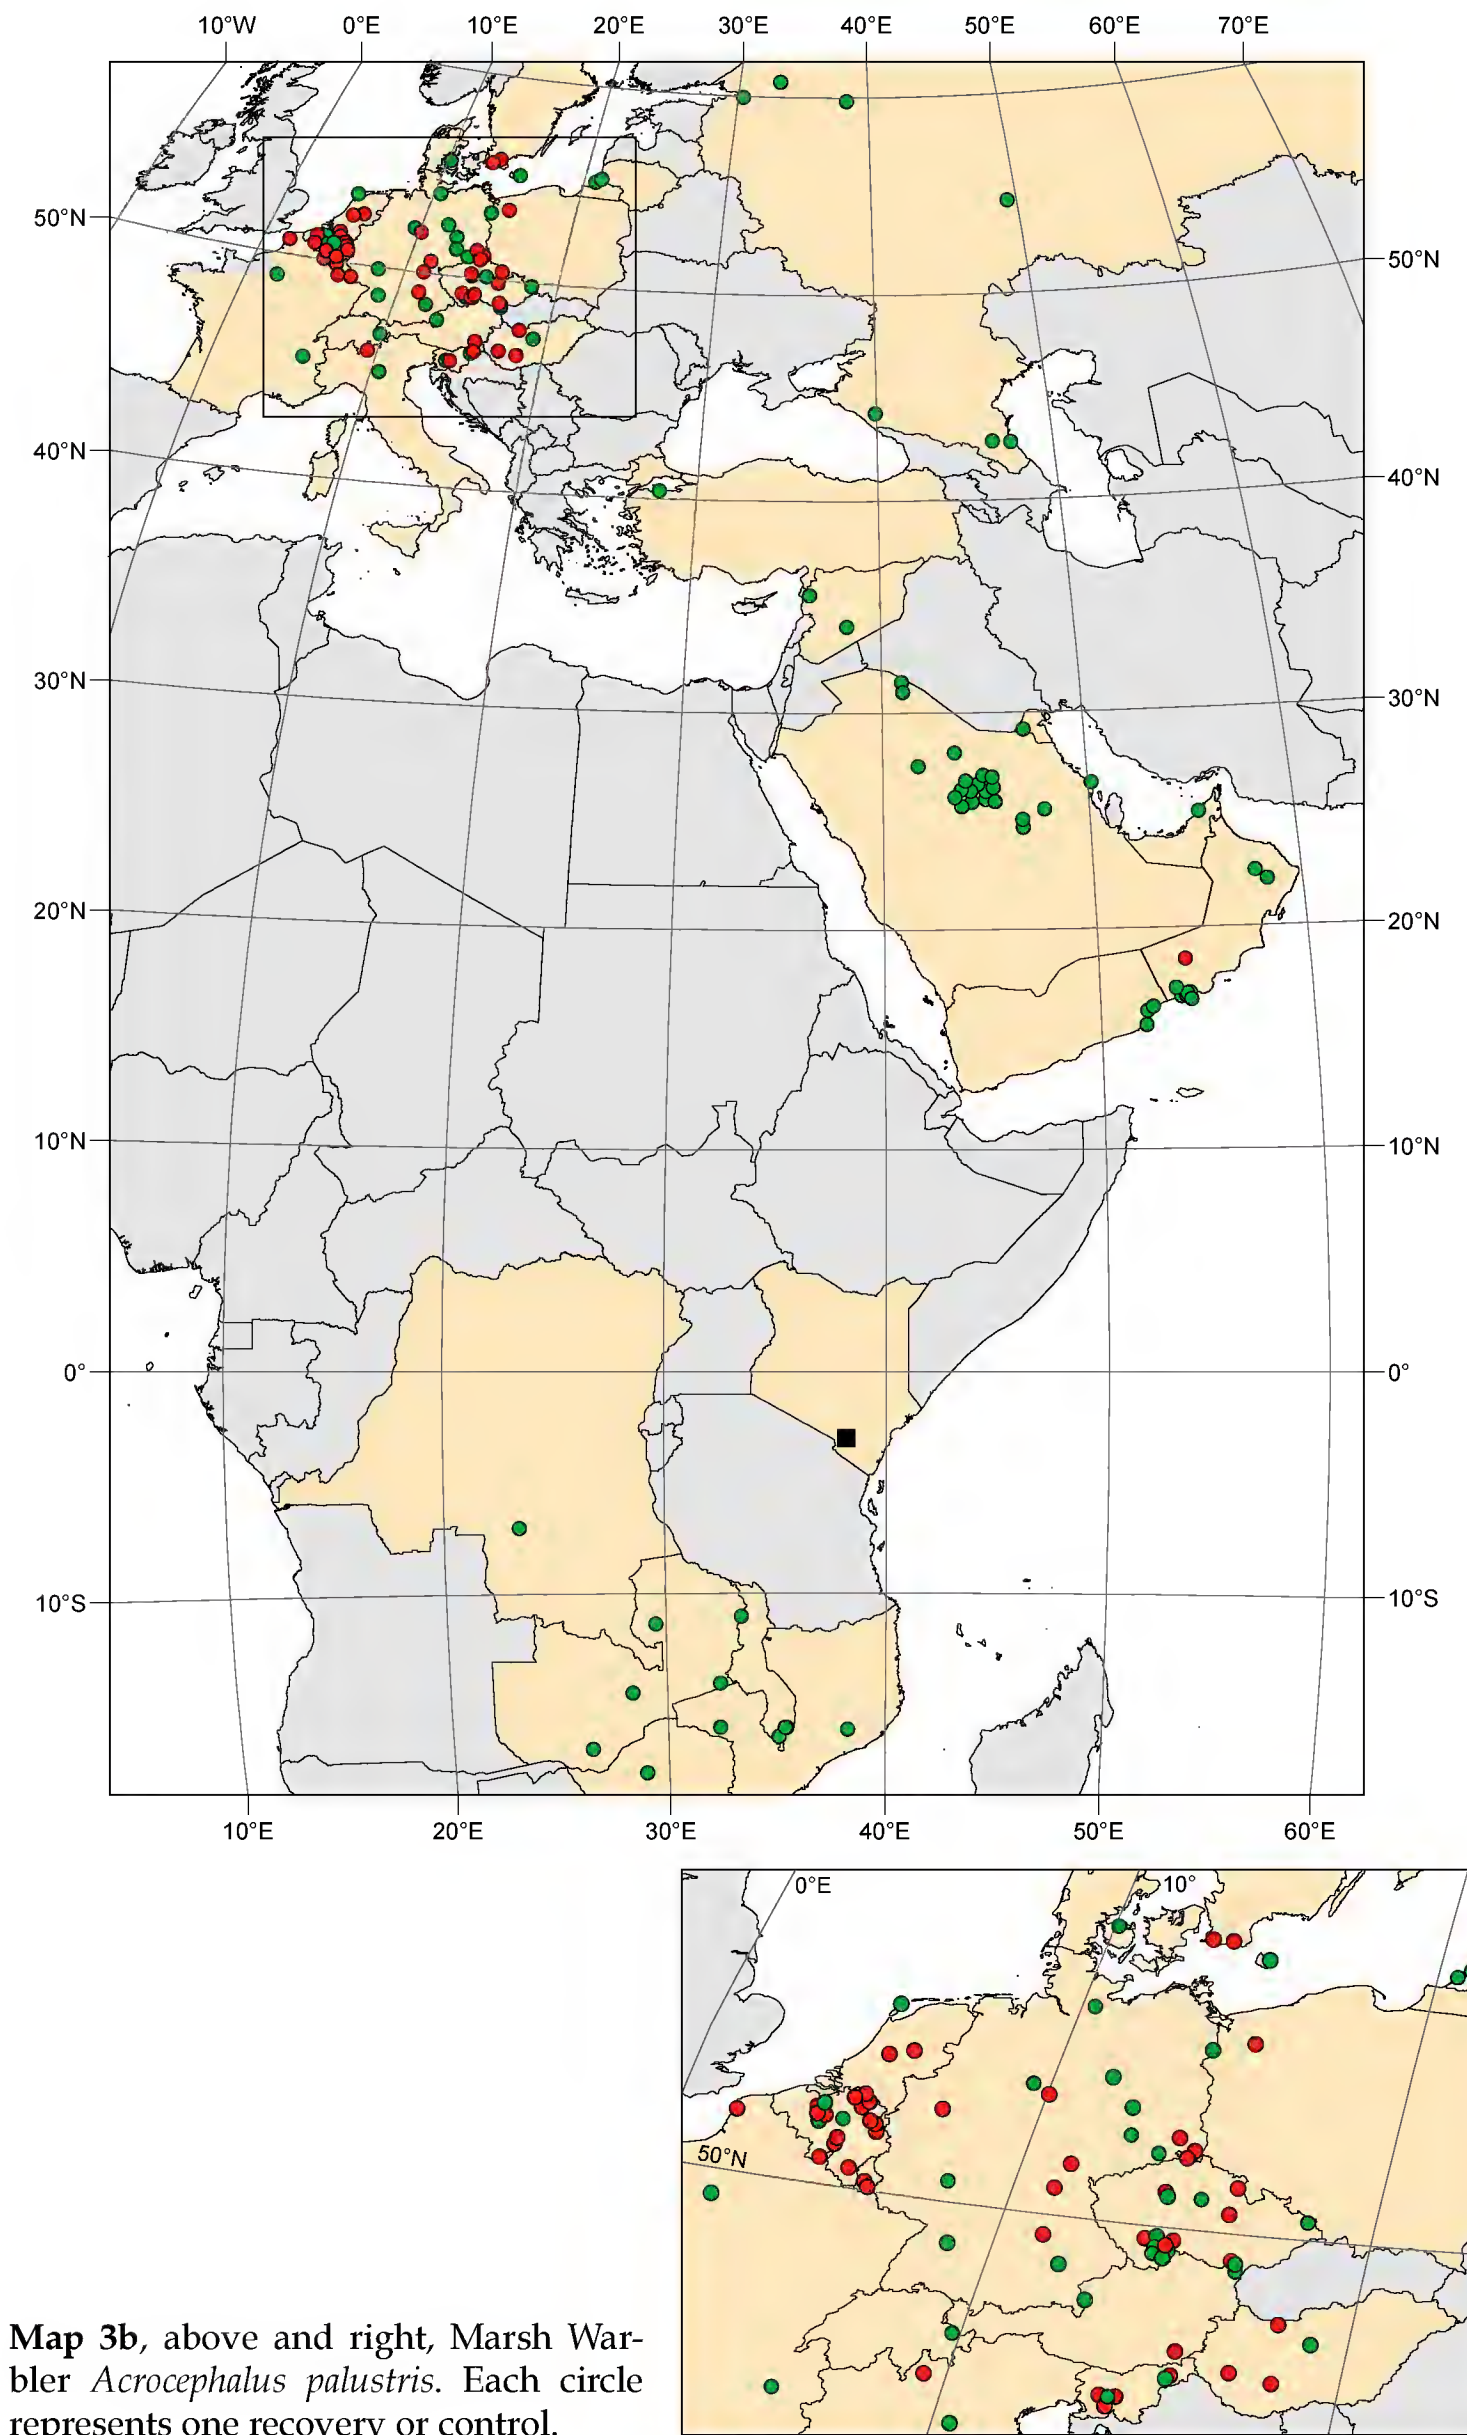 10°W 0°E 10°E 20°E 30°E 40°E 50°E 60°E 70°E
50°N
50°N
40°N
40°N
30°N
30°N
20°N
20°N
10°N
10°N
0°
0°
10°S
10°S
10°E 20°E 30°E 40°E 50°E 60°E
0°E 10°
50°N
Map 3b, above and right, Marsh War-
bler Acrocephalus palustris. Each circle
represents one recovery or control.